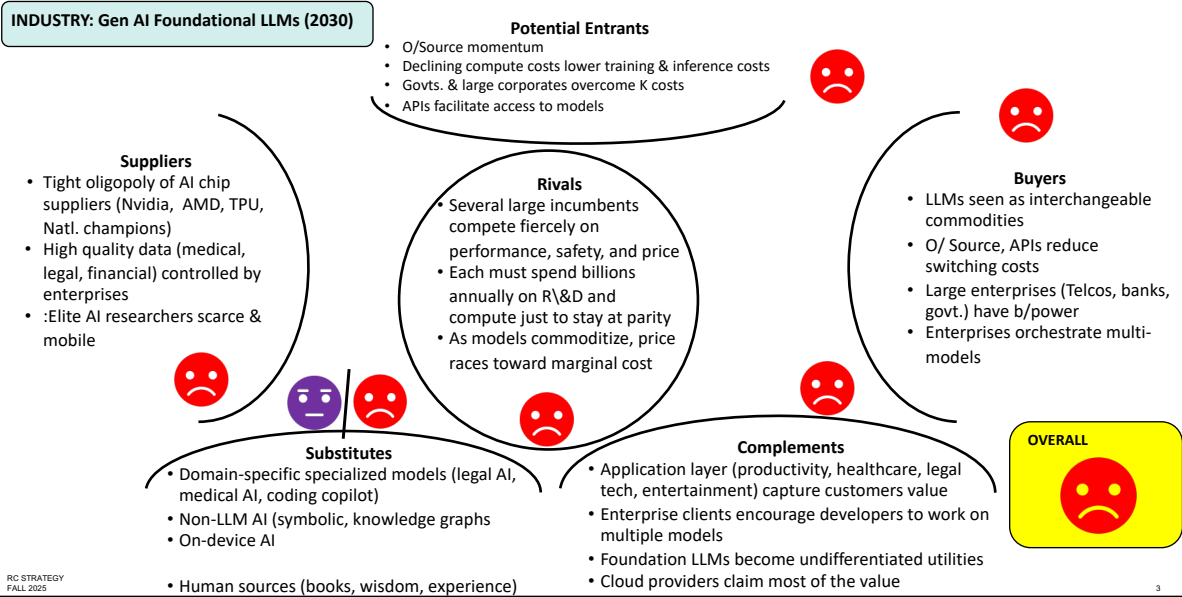 INDUSTRY: Gen AI Foundational LLMs (2030)
Potential Entrants
• O/Source momentum
• Declining compute costs lower training & inference costs
• Govts. & large corporates overcome K costs
• APIs facilitate access to models
Suppliers
• Tight oligopoly of AI chip
suppliers (Nvidia, AMD, TPU,
Natl. champions)
• High quality data (medical,
legal, financial) controlled by
enterprises
• :Elite AI researchers scarce &
mobile
Rivals
• Several large incumbents
compete fiercely on
performance, safety, and price
• Each must spend billions
annually on R\&D and
compute just to stay at parity
• As models commoditize, price
races toward marginal cost
Buyers
• LLMs seen as interchangeable
commodities
• O/ Source, APIs reduce
switching costs
• Large enterprises (Telcos, banks,
govt.) have b/power
• Enterprises orchestrate multi-
models
Substitutes
• Domain-specific specialized models (legal AI,
medical AI, coding copilot)
• Non-LLM AI (symbolic, knowledge graphs
• On-device AI
• Human sources (books, wisdom, experience)
Complements
• Application layer (productivity, healthcare, legal
tech, entertainment) capture customers value
• Enterprise clients encourage developers to work on
multiple models
• Foundation LLMs become undifferentiated utilities
• Cloud providers claim most of the value
OVERALL
RC STRATEGY
FALL 2025
3